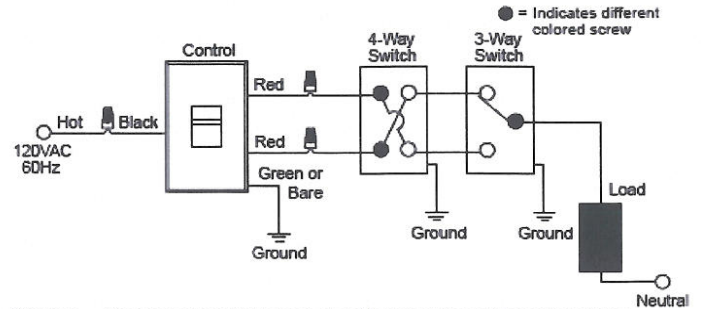 = Indicates different
colored screw
4-Way
Switch
3-Way
Switch
Control
Red
Hot
Black
120VAC
60Hz
Red
Green or
Bare
Ground
Ground
Ground
Load
Neutral